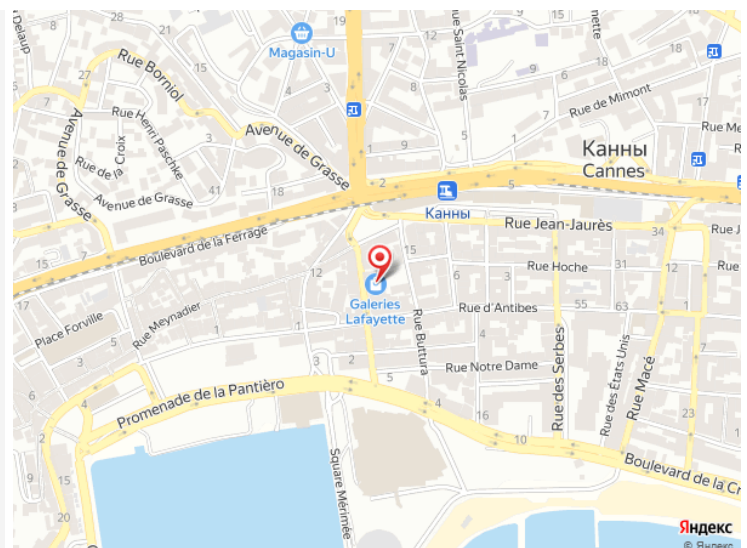 Delaup
Rue Borniol
Magasin-U
Rue Saint Nicolas
Rue de Mimont
Avenue de Grasse
Rue Henri Paschke
Rue de la Croix
Avenue de Grasse
Avenue de Grasse
Канны
Cannes
Канны
Boulevard de la Ferrage
Rue Jean-Jaurès
Rue Hoche
Galeries
Lafayette
Rue d'Antibes
Place Forville
Rue Meynadier
Rue Buttura
Rue Notre Dame
Rue des Serbes
Rue des États Unis
Rue Macé
Promenade de la Pantièro
Square Mérimée
Boulevard de la Cr
Яндекс
© Яндекс